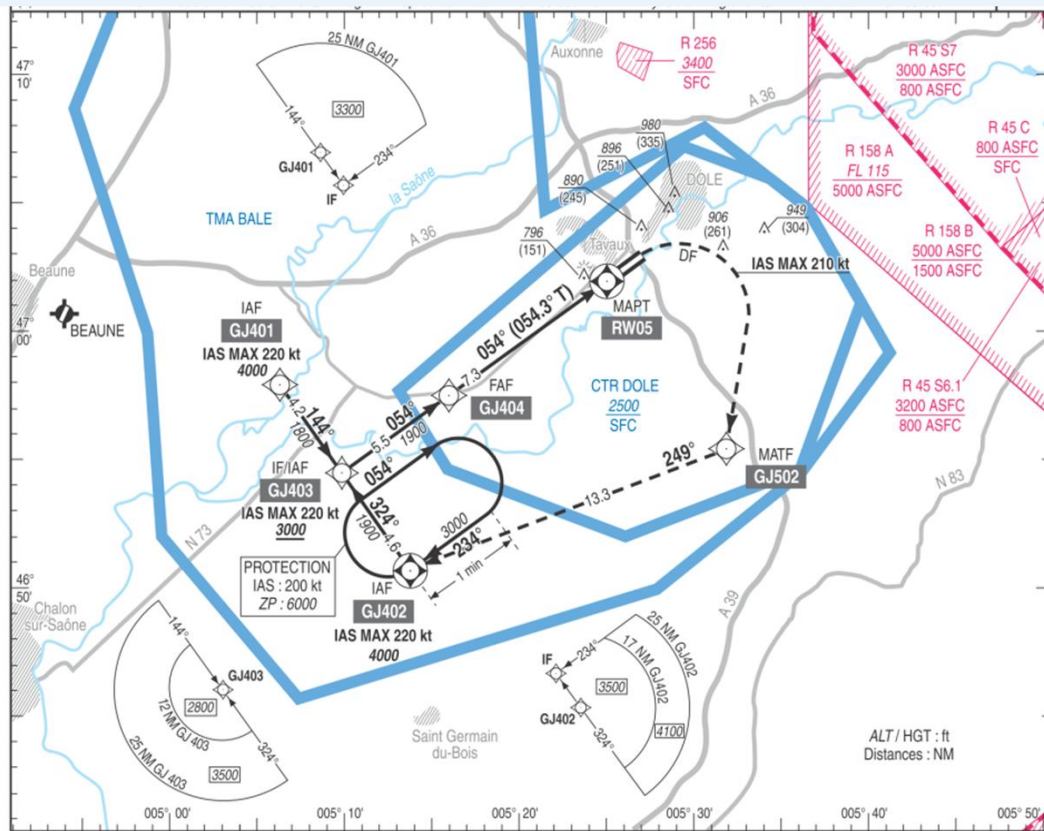 25 NM GJ401
144°
3300
234°
GJ401
IF
la Saône
TMA BALE
A 36
Auxonne
R 256
3400
SFC
A 36
R 45 S7
3000 ASFC
800 ASFC
R 45 C
800 ASFC
SFC
R 158 A
FL 115
5000 ASFC
R 158 B
5000 ASFC
1500 ASFC
R 45 S6.1
3200 ASFC
800 ASFC
980
(335)
896
(251)
890
(245)
DOLE
906
(261)
949
(304)
796
(151)
Tavaux
DF
IAS MAX 210 kt
MAPT
RW05
054° (054.3° T)
7.3
Beaune
BEAUNE
IAF
GJ401
IAS MAX 220 kt
4000
4.2
144°
1800
5.5
054°
1900
FAF
GJ404
CTR DOLE
2500
SFC
IF/IAF
GJ403
IAS MAX 220 kt
3000
054°
324°
1900
4.6
3000
234°
1 min
249°
13.3
MATF
GJ502
N 73
N 83
PROTECTION
IAS : 200 kt
ZP : 6000
IAF
GJ402
IAS MAX 220 kt
4000
A 39
Chalon
sur-Saône
144°
GJ403
2800
12 NM GJ 403
324°
25 NM GJ 403
3500
Saint Germain
du-Bois
IF
234°
3500
17 NM GJ402
25 NM GJ402
GJ402
4100
324°
ALT / HGT : ft
Distances : NM
47°
10'
47°
00'
46°
50'
005° 00'
005° 10'
005° 20'
005° 30'
005° 40'
005° 50'